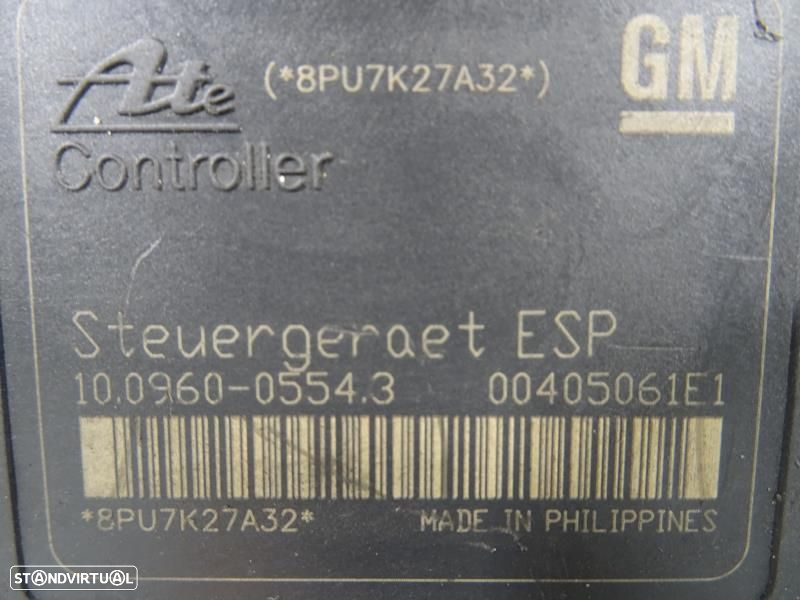 Ate (*8PU7K27A32*) GM
Controller
Steuergeraet ESP
10.0960-0554.3 00405061E1
*8PU7K27A32* MADE IN PHILIPPINES
STANDVIRTUAL